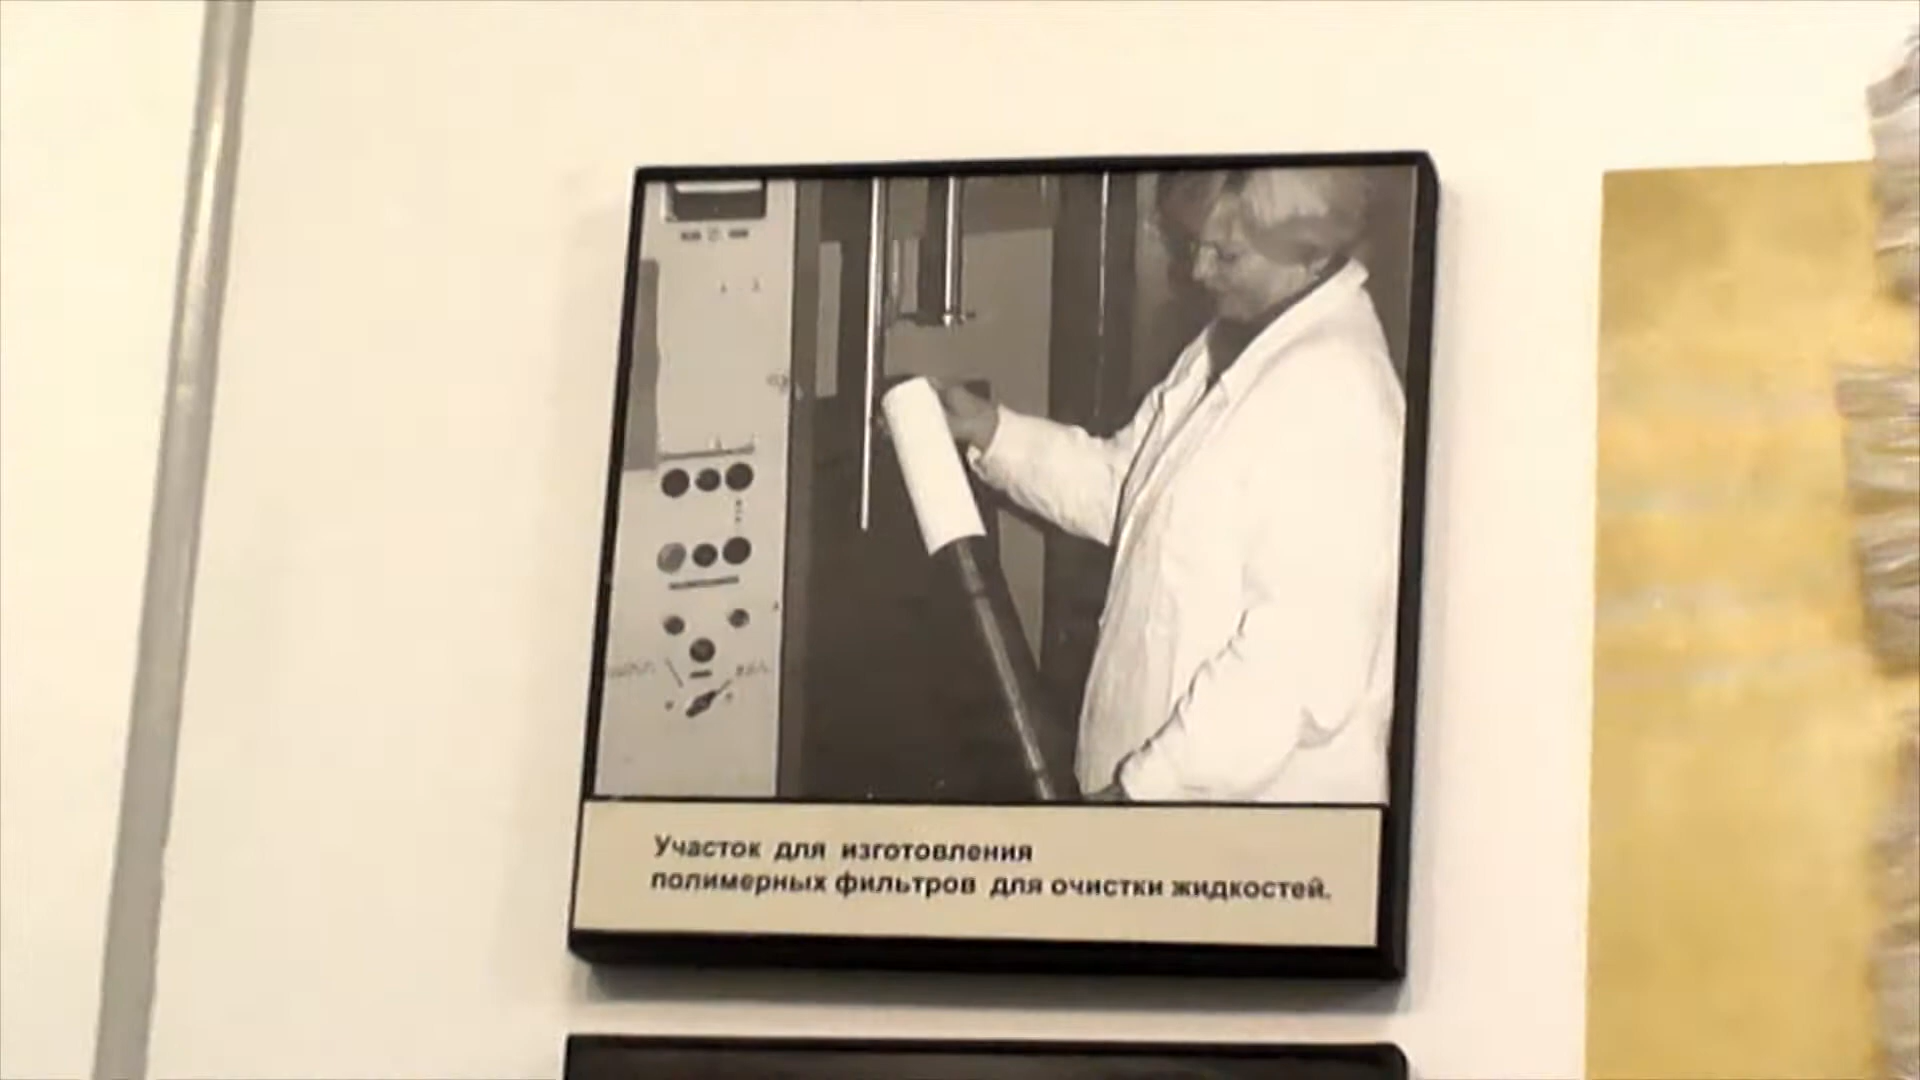 Участок для изготовления
полимерных фильтров для очистки жидкостей.